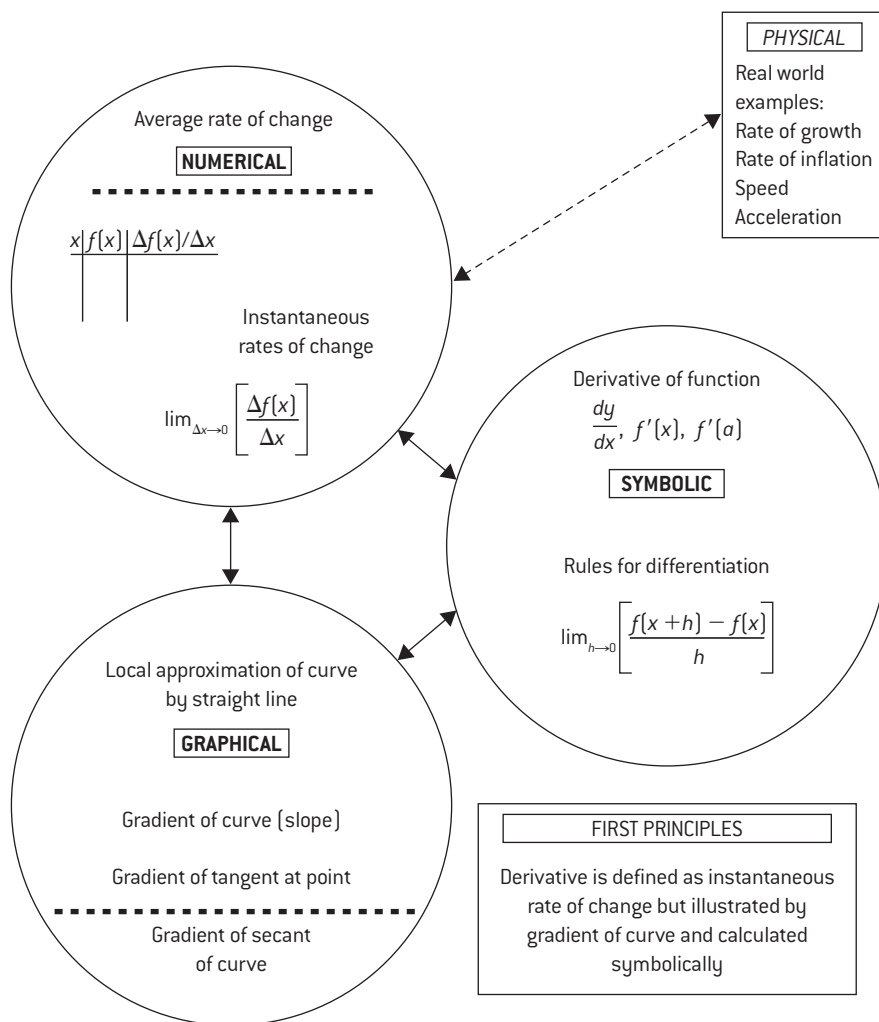 Average rate of change
NUMERICAL
x f(x) Δf(x)/Δx
Instantaneous
rates of change
lim Δx→0 [Δf(x)/Δx]
PHYSICAL
Real world
examples:
Rate of growth
Rate of inflation
Speed
Acceleration
Derivative of function
dy/dx, f′(x), f′(a)
SYMBOLIC
Rules for differentiation
lim h→0 [f(x+h) − f(x)/h]
Local approximation of curve
by straight line
GRAPHICAL
Gradient of curve (slope)
Gradient of tangent at point
Gradient of secant
of curve
FIRST PRINCIPLES
Derivative is defined as instantaneous
rate of change but illustrated by
gradient of curve and calculated
symbolically